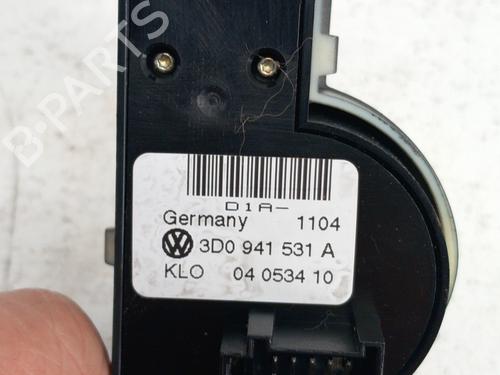 B-PARTS
D1A-
Germany 1104
3D0 941 531 A
KLO 04 0534 10